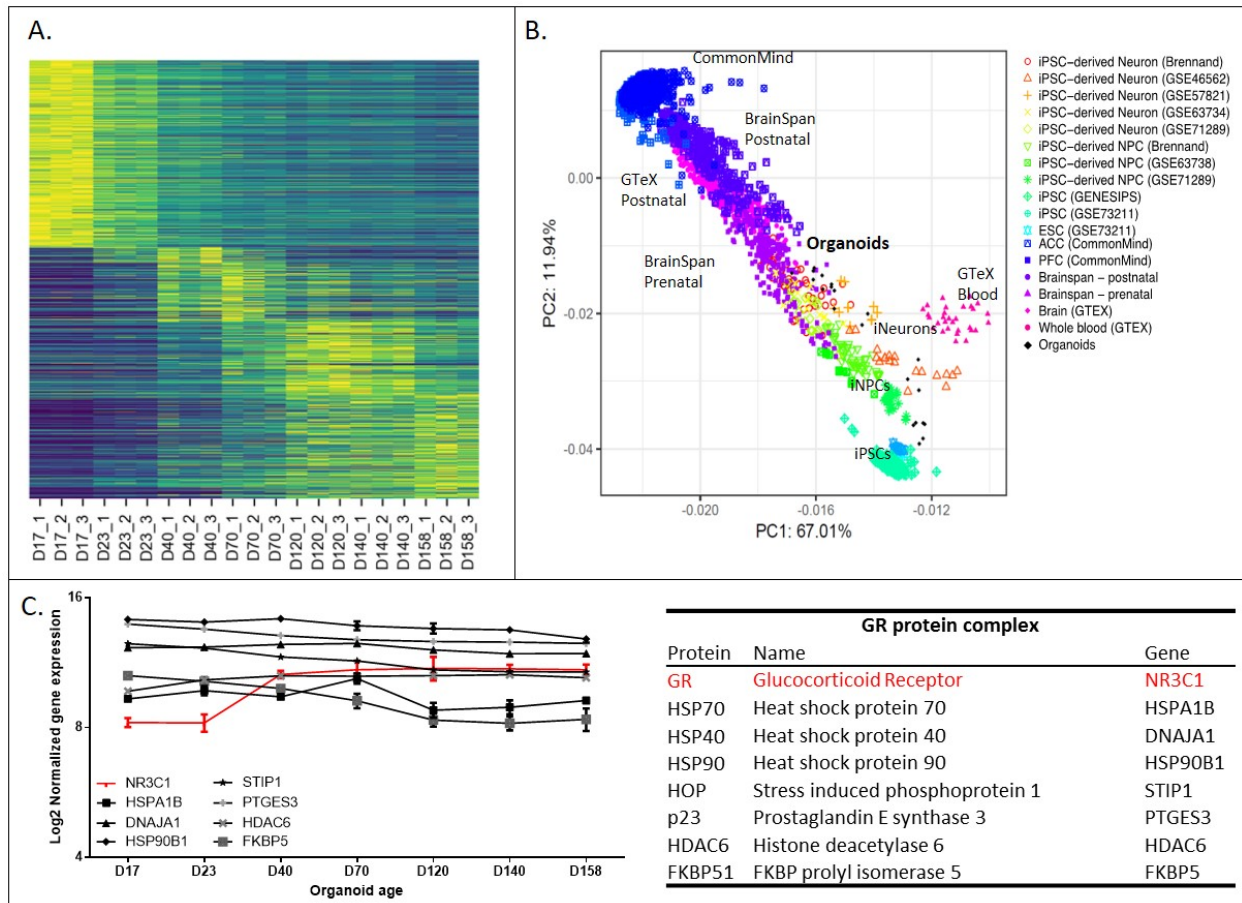 A.
D17_1
D17_2
D17_3
D23_1
D23_2
D23_3
D40_1
D40_2
D40_3
D70_1
D70_2
D70_3
D120_1
D120_2
D120_3
D140_1
D140_2
D140_3
D158_1
D158_2
D158_3
B.
CommonMind
BrainSpan
Postnatal
GTeX
Postnatal
BrainSpan
Prenatal
Organoids
GTeX
Blood
iNeurons
iNPCs
iPSCs
PC2: 11.94%
0.00
-0.02
-0.04
-0.020
-0.016
-0.012
PC1: 67.01%
iPSC-derived Neuron (Brennand)
iPSC-derived Neuron (GSE46562)
iPSC-derived Neuron (GSE57821)
iPSC-derived Neuron (GSE63734)
iPSC-derived Neuron (GSE71289)
iPSC-derived NPC (Brennand)
iPSC-derived NPC (GSE63738)
iPSC-derived NPC (GSE71289)
iPSC (GENESIPS)
iPSC (GSE73211)
ESC (GSE73211)
ACC (CommonMind)
PFC (CommonMind)
Brainspan - postnatal
Brainspan - prenatal
Brain (GTEX)
Whole blood (GTEX)
Organoids
C.
Log2 Normalized gene expression
16
8
4
NR3C1
HSPA1B
DNAJA1
HSP90B1
STIP1
PTGES3
HDAC6
FKBP5
D17
D23
D40
D70
D120
D140
D158
Organoid age
GR protein complex
Protein Name Gene
GR Glucocorticoid Receptor NR3C1
HSP70 Heat shock protein 70 HSPA1B
HSP40 Heat shock protein 40 DNAJA1
HSP90 Heat shock protein 90 HSP90B1
HOP Stress induced phosphoprotein 1 STIP1
p23 Prostaglandin E synthase 3 PTGES3
HDAC6 Histone deacetylase 6 HDAC6
FKBP51 FKBP prolyl isomerase 5 FKBP5